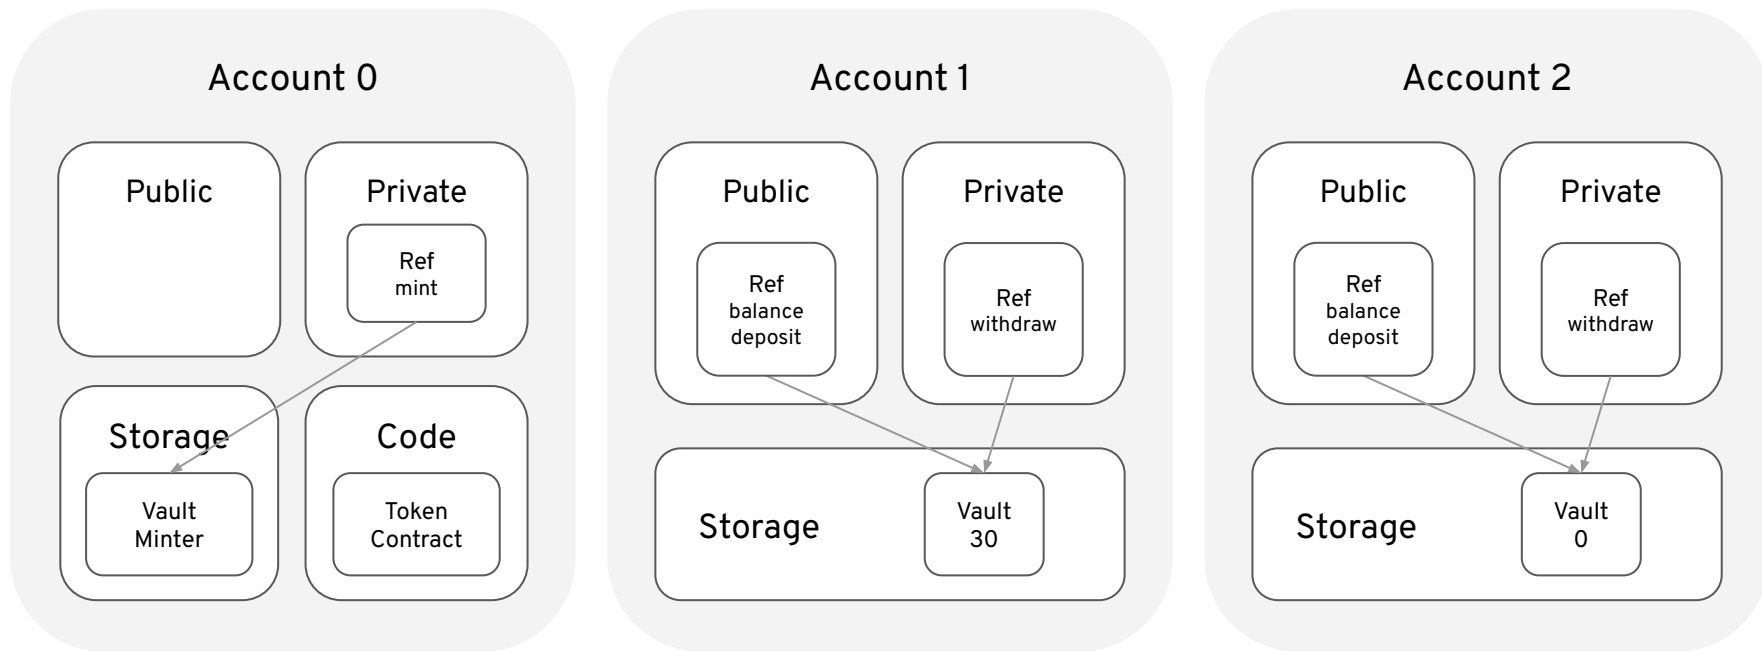 Account 0
Public
Private
Ref
mint
Storage
Code
Vault
Minter
Token
Contract
Account 1
Public
Private
Ref
balance
deposit
Ref
withdraw
Storage
Vault
30
Account 2
Public
Private
Ref
balance
deposit
Ref
withdraw
Storage
Vault
0